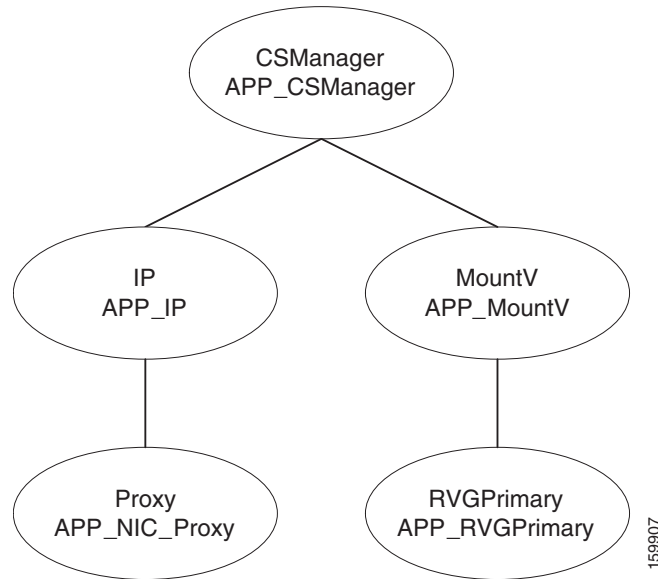 CSManager
APP_CSManager
IP
APP_IP
MountV
APP_MountV
Proxy
APP_NIC_Proxy
RVGPrimary
APP_RVGPrimary
159907